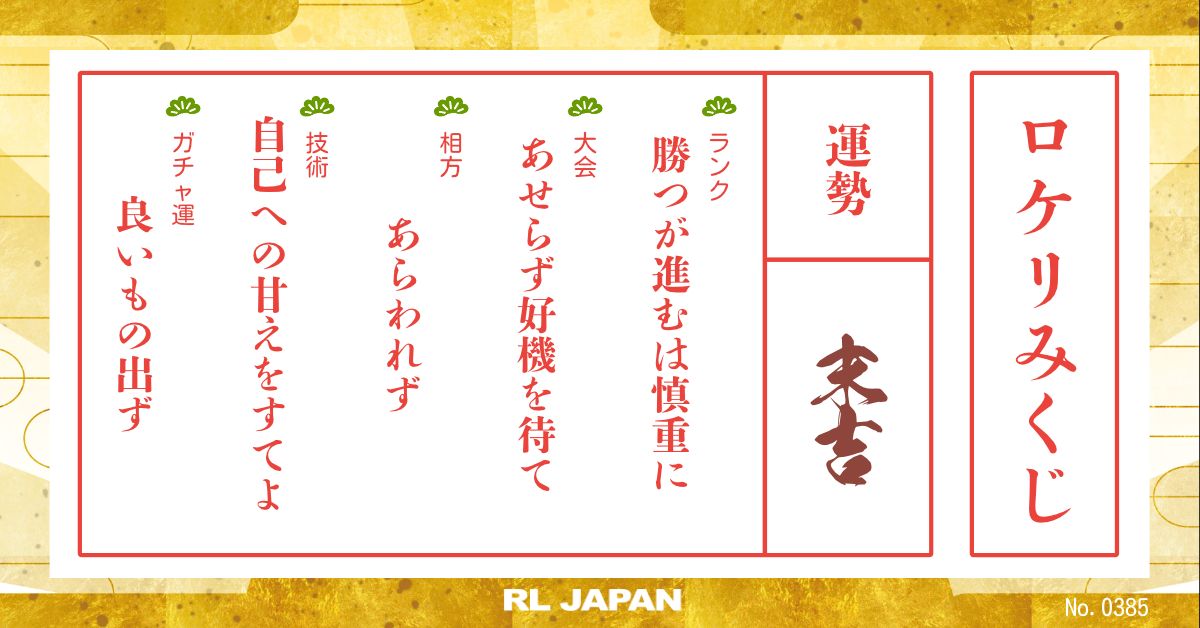 ロケリみくじ
運勢
末吉
ランク
勝つが進むは慎重に
大会
あせらず好機を待て
相方
あらわれず
技術
自己への甘えをすてよ
ガチャ運
良いもの出ず
RL JAPAN
No. 0385